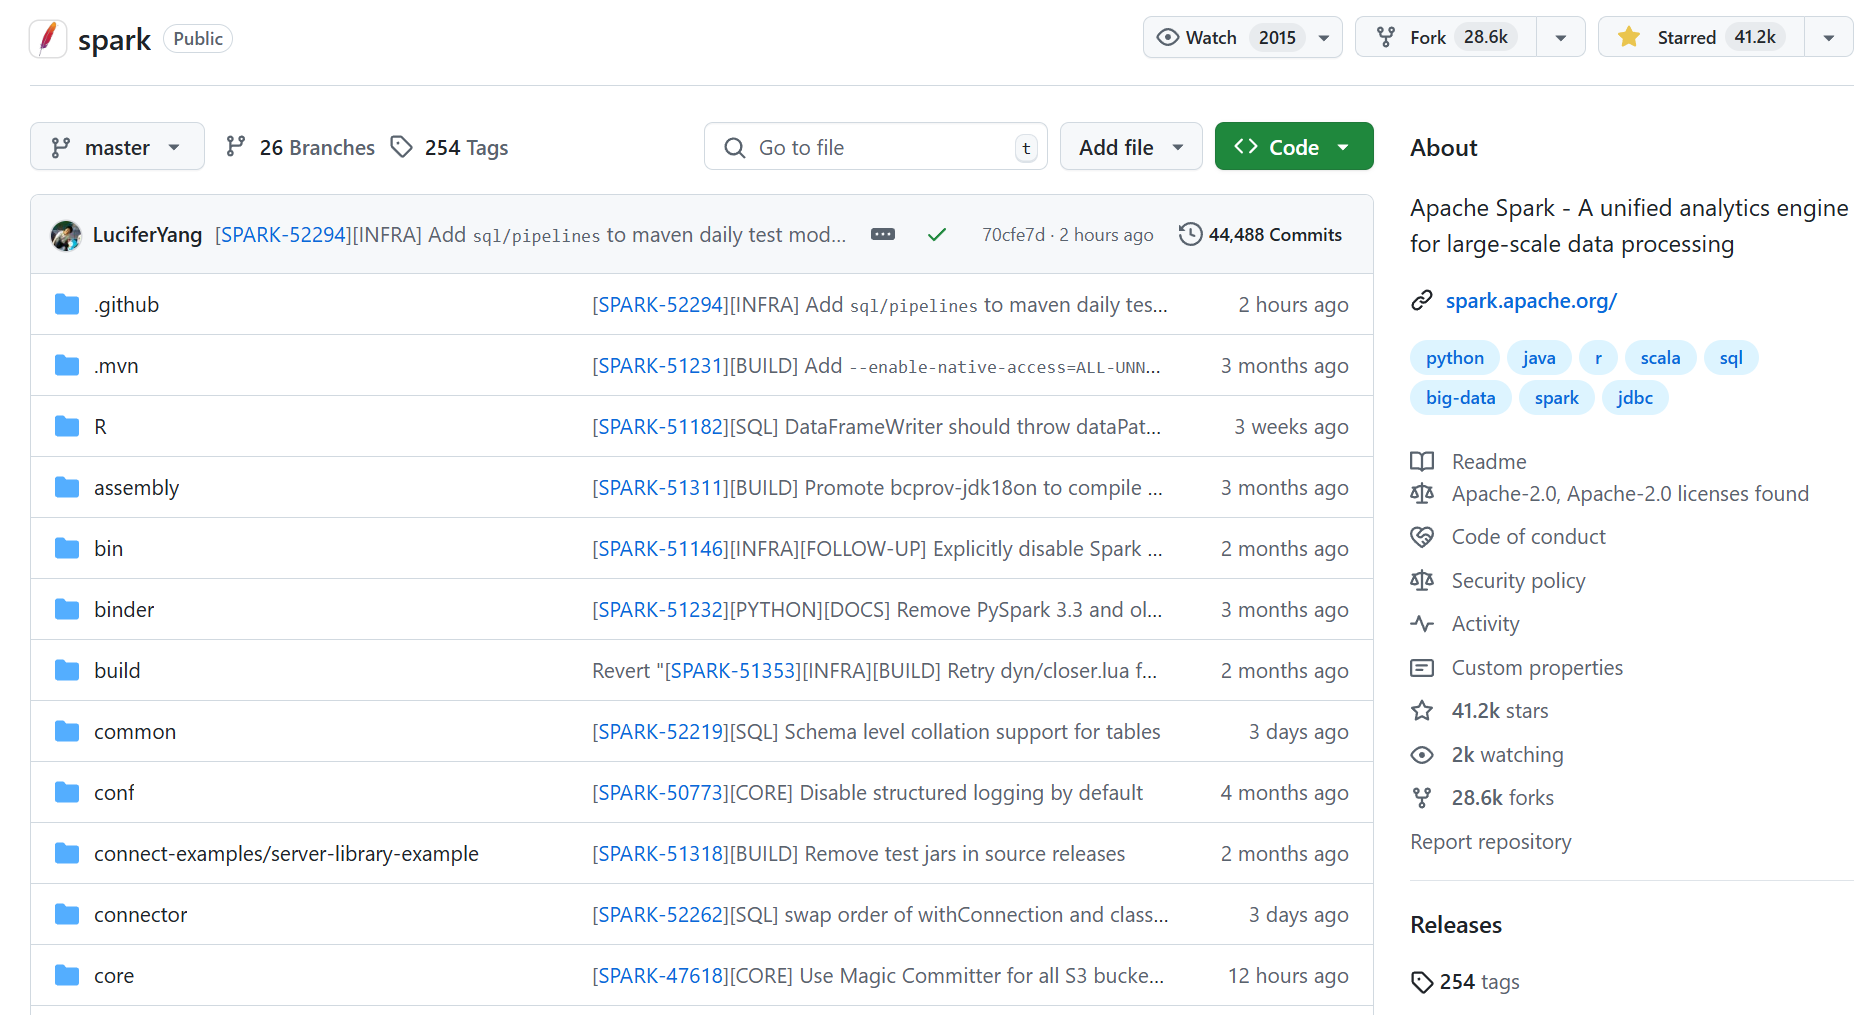 spark Public Watch 2015 Fork 28.6k Starred 41.2k
master 26 Branches 254 Tags Go to file t Add file Code
LuciferYang [SPARK-52294][INFRA] Add sql/pipelines to maven daily test mod... 70cfe7d · 2 hours ago 44,488 Commits
.github [SPARK-52294][INFRA] Add sql/pipelines to maven daily tes... 2 hours ago
.mvn [SPARK-51231][BUILD] Add --enable-native-access=ALL-UNN... 3 months ago
R [SPARK-51182][SQL] DataFrameWriter should throw dataPat... 3 weeks ago
assembly [SPARK-51311][BUILD] Promote bcprov-jdk18on to compile ... 3 months ago
bin [SPARK-51146][INFRA][FOLLOW-UP] Explicitly disable Spark ... 2 months ago
binder [SPARK-51232][PYTHON][DOCS] Remove PySpark 3.3 and ol... 3 months ago
build Revert "[SPARK-51353][INFRA][BUILD] Retry dyn/closer.lua f... 2 months ago
common [SPARK-52219][SQL] Schema level collation support for tables 3 days ago
conf [SPARK-50773][CORE] Disable structured logging by default 4 months ago
connect-examples/server-library-example [SPARK-51318][BUILD] Remove test jars in source releases 2 months ago
connector [SPARK-52262][SQL] swap order of withConnection and class... 3 days ago
core [SPARK-47618][CORE] Use Magic Committer for all S3 bucke... 12 hours ago
About
Apache Spark - A unified analytics engine
for large-scale data processing
spark.apache.org/
python java r scala sql
big-data spark jdbc
Readme
Apache-2.0, Apache-2.0 licenses found
Code of conduct
Security policy
Activity
Custom properties
41.2k stars
2k watching
28.6k forks
Report repository
Releases
254 tags